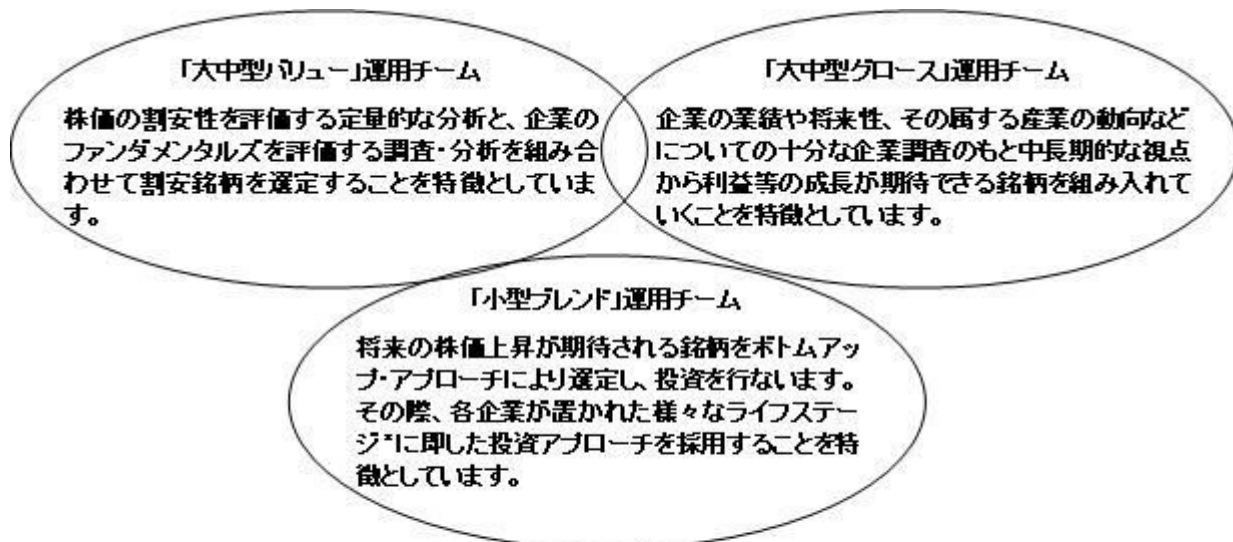 「大中型バリュー」運用チーム
株価の割安性を評価する定量的な分析と、企業の
ファンダメンタルズを評価する調査・分析を組み合
わせて割安銘柄を選定することを特徴としていま
す。
「大中型グロース」運用チーム
企業の業績や将来性、その属する産業の動向など
についての十分な企業調査のもと中長期的な視点
から利益等の成長が期待できる銘柄を組み入れて
いくことを特徴としています。
「小型ブレンド」運用チーム
将来の株価上昇が期待される銘柄をボトムアッ
プ・アプローチにより選定し、投資を行ないます。
その際、各企業が置かれた様々なライフステー
ジ*に即した投資アプローチを採用することを特
徴としています。